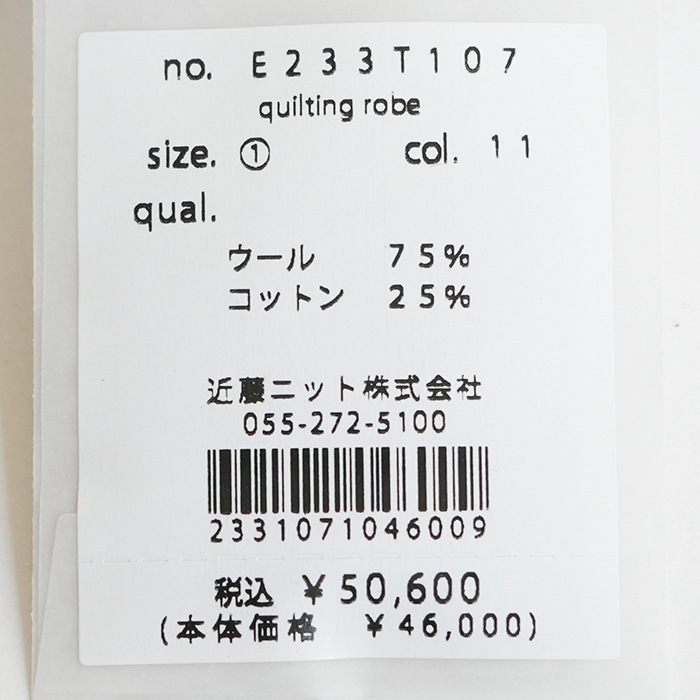 no. E233T107
quilting robe
size. ① col. 11
qual.
ウール 75%
コットン 25%
近藤ニット株式会社
055-272-5100
2331071046009
税込 ¥50,600
(本体価格 ¥46,000)